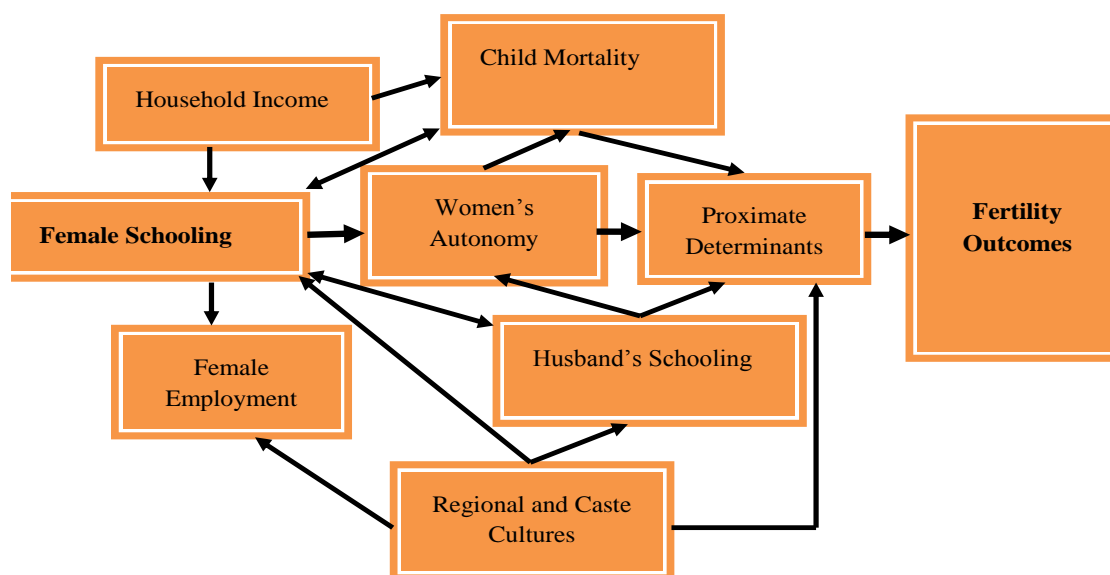 Child Mortality
Household Income
Female Schooling
Women’s
Autonomy
Proximate
Determinants
Fertility
Outcomes
Female
Employment
Husband’s Schooling
Regional and Caste
Cultures